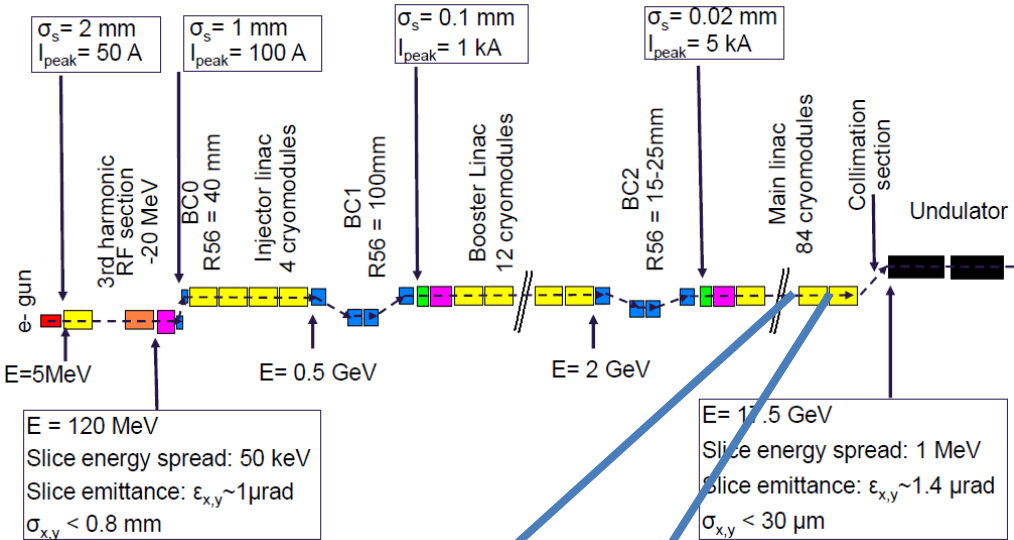 σs= 2 mm
Ipeak= 50 A
σs= 1 mm
Ipeak= 100 A
σs= 0.1 mm
Ipeak= 1 kA
σs= 0.02 mm
Ipeak= 5 kA
3rd harmonic
RF section
-20 MeV
BC0
R56 = 40 mm
Injector linac
4 cryomodules
BC1
R56 = 100mm
Booster Linac
12 cryomodules
BC2
R56 = 15-25mm
Main linac
84 cryomodules
Collimation
section
Undulator
e- gun
E=5MeV
E= 0.5 GeV
E= 2 GeV
E = 120 MeV
Slice energy spread: 50 keV
Slice emittance: εx,y~1μrad
σx,y < 0.8 mm
E= 17.5 GeV
Slice energy spread: 1 MeV
Slice emittance: εx,y~1.4 μrad
σx,y < 30 μm